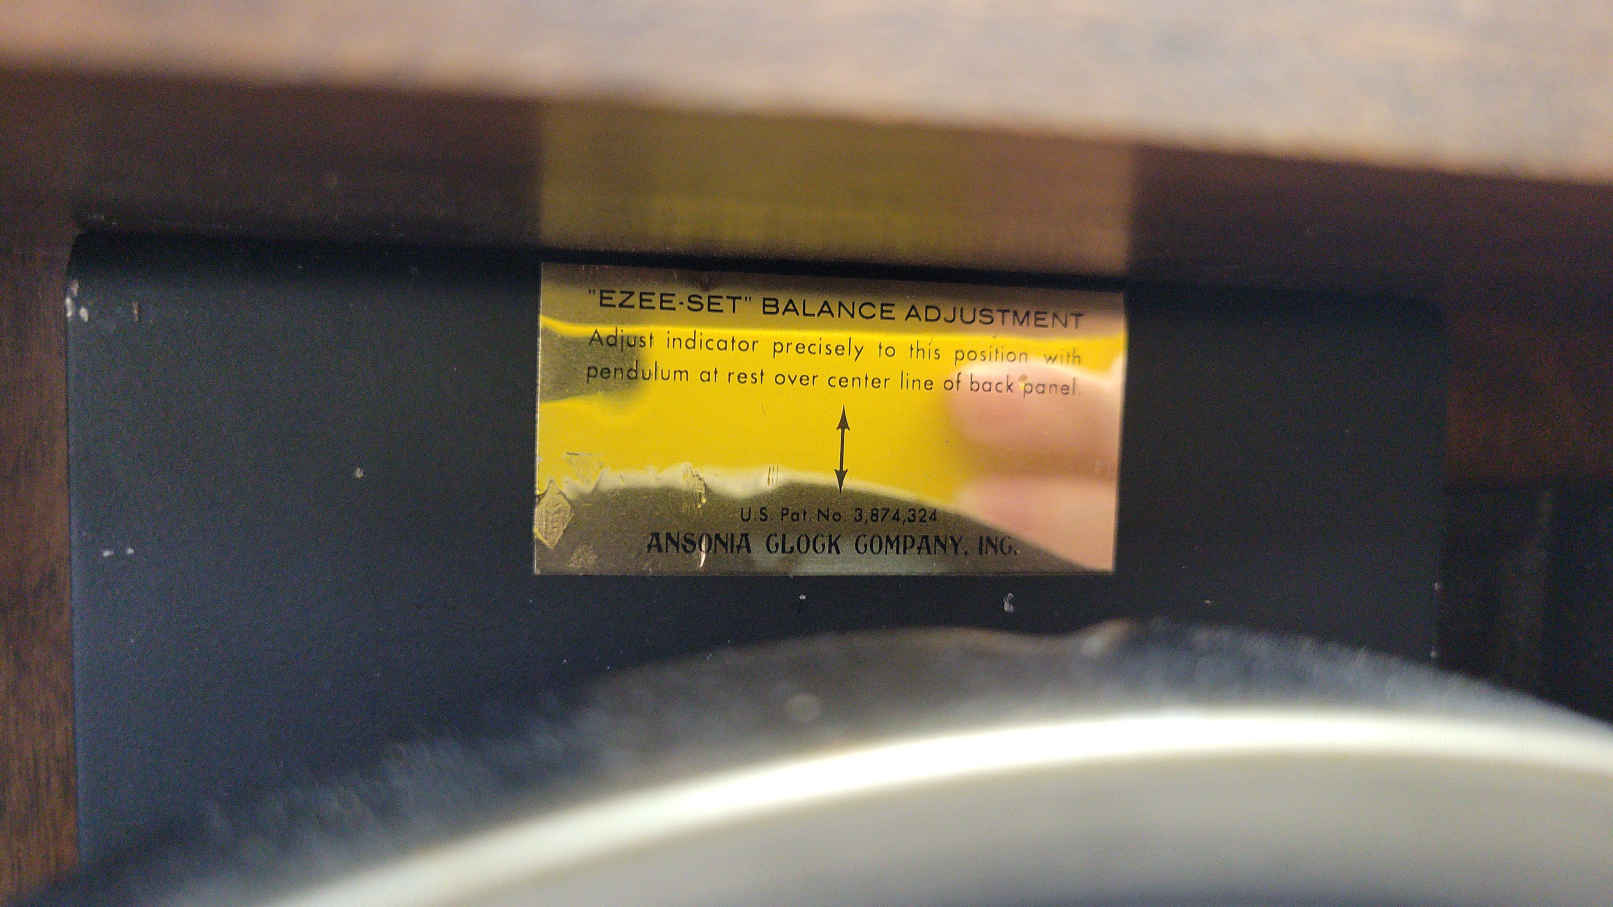 "EZEE-SET" BALANCE ADJUSTMENT
Adjust indicator precisely to this position with
pendulum at rest over center line of back panel.
U.S. Pat. No. 3,874,324
ANSONIA CLOCK COMPANY, INC.